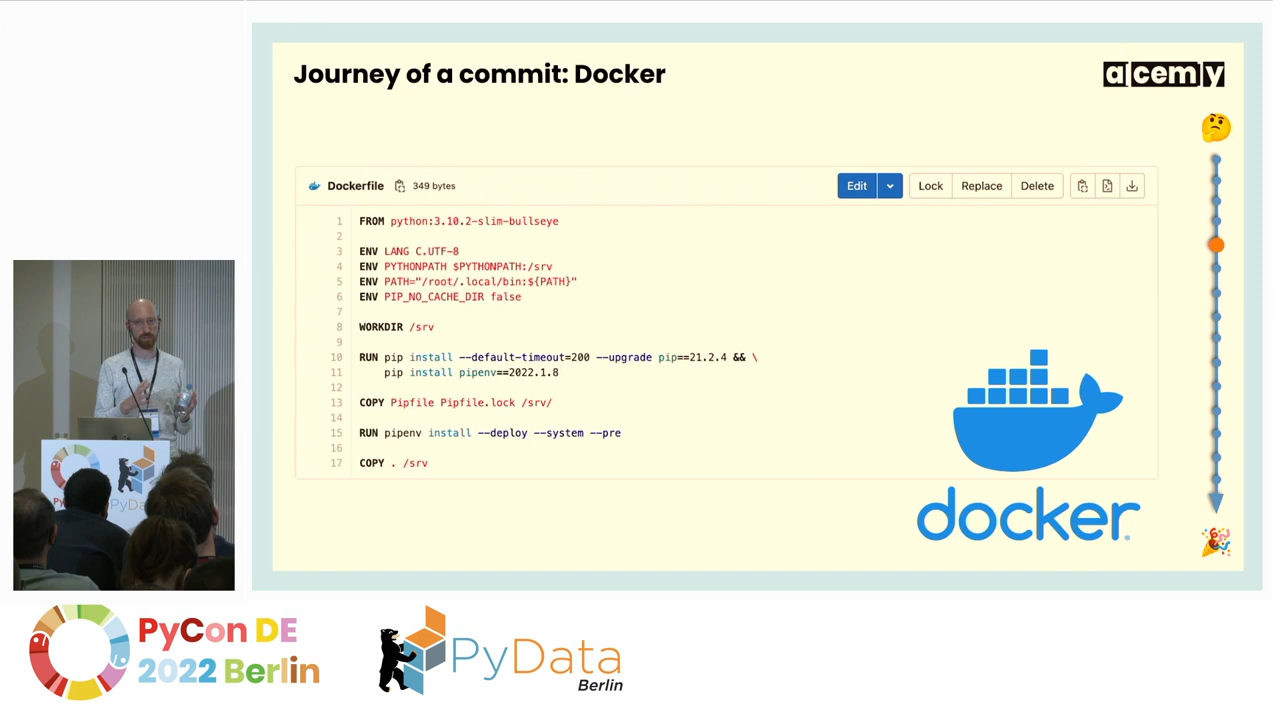 Journey of a commit: Docker
a[cem]y
Dockerfile 349 bytes
Edit Lock Replace Delete
1 FROM python:3.10.2-slim-bullseye
2
3 ENV LANG C.UTF-8
4 ENV PYTHONPATH $PYTHONPATH:/srv
5 ENV PATH="/root/.local/bin:${PATH}"
6 ENV PIP_NO_CACHE_DIR false
7
8 WORKDIR /srv
9
10 RUN pip install --default-timeout=200 --upgrade pip==21.2.4 && \
11 pip install pipenv==2022.1.8
12
13 COPY Pipfile Pipfile.lock /srv/
14
15 RUN pipenv install --deploy --system --pre
16
17 COPY . /srv
docker
PyData
PyCon DE
2022 Berlin
PyData
Berlin